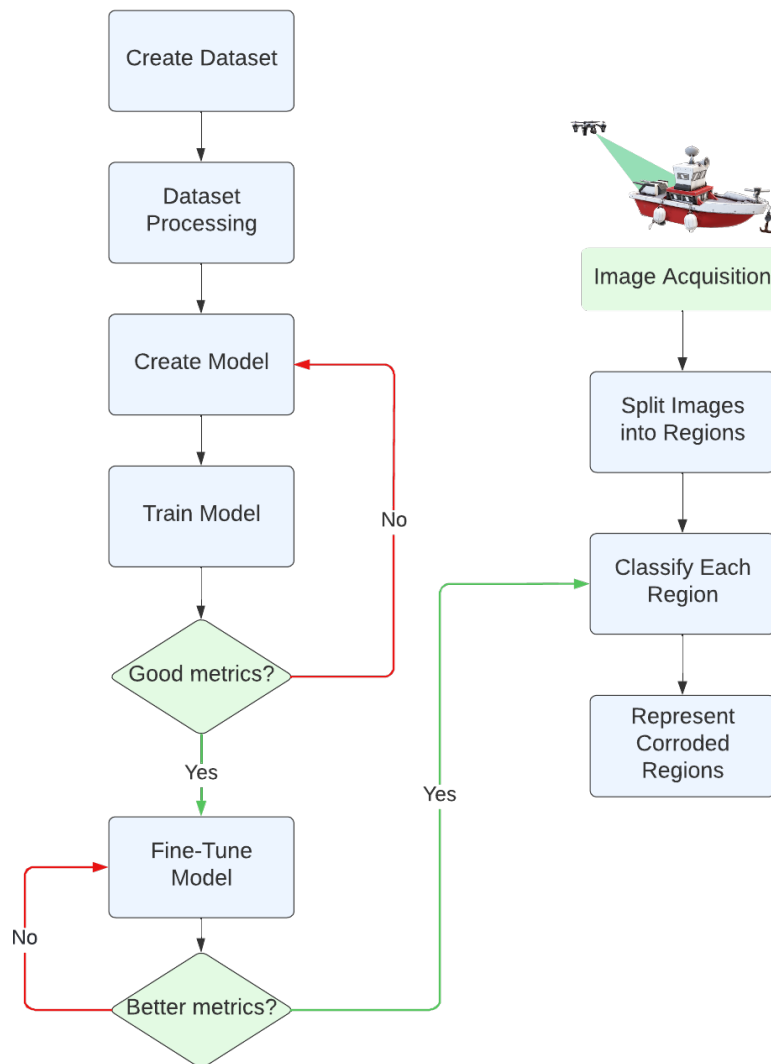 Create Dataset
Dataset
Processing
Create Model
Train Model
No
Good metrics?
Yes
Fine-Tune
Model
No
Better metrics?
Yes
Image Acquisition
Split Images
into Regions
Classify Each
Region
Represent
Corroded
Regions